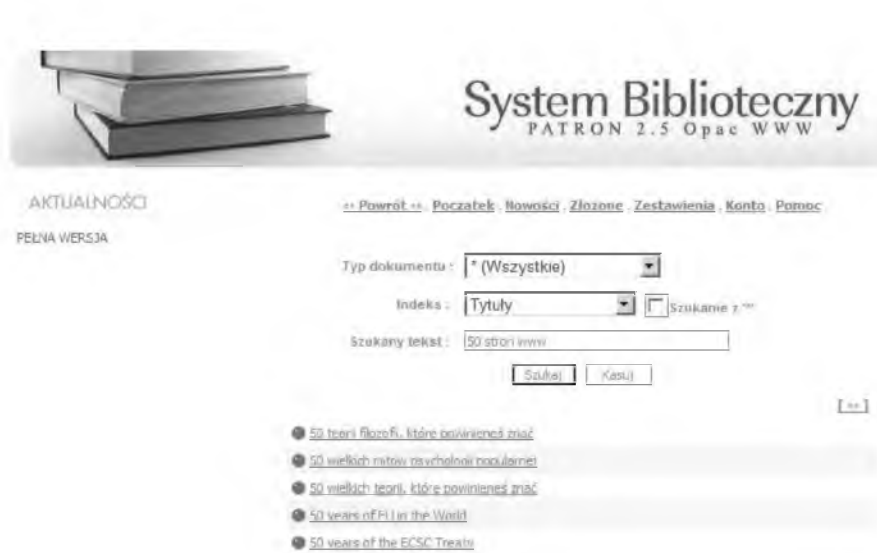 System Biblioteczny
PATRON 2.5 Opac WWW
AKTUALNOŚCI
PEŁNA WERSJA
«« Powrót «« , Początek , Nowości , Złożone , Zestawienia , Konto , Pomoc
Typ dokumentu : * (Wszystkie)
Indeks : Tytuły Szukanie z "*"
Szukany tekst : 50 stron www
Szukaj Kasuj
[ »» ]
50 teorii filozofii, które powinieneś znać
50 wielkich mitów psychologii popularnej
50 wielkich teorii, które powinieneś znać
50 years of EU in the World
50 years of the ECSC Treaty